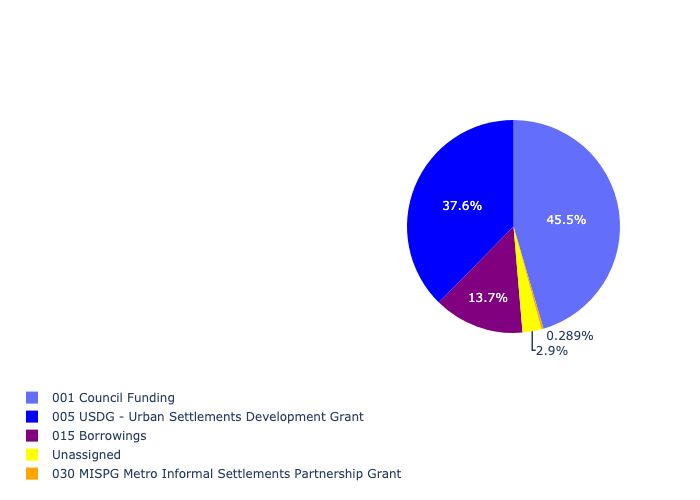 37.6%
45.5%
13.7%
0.289%
2.9%
001 Council Funding
005 USDG - Urban Settlements Development Grant
015 Borrowings
Unassigned
030 MISPG Metro Informal Settlements Partnership Grant